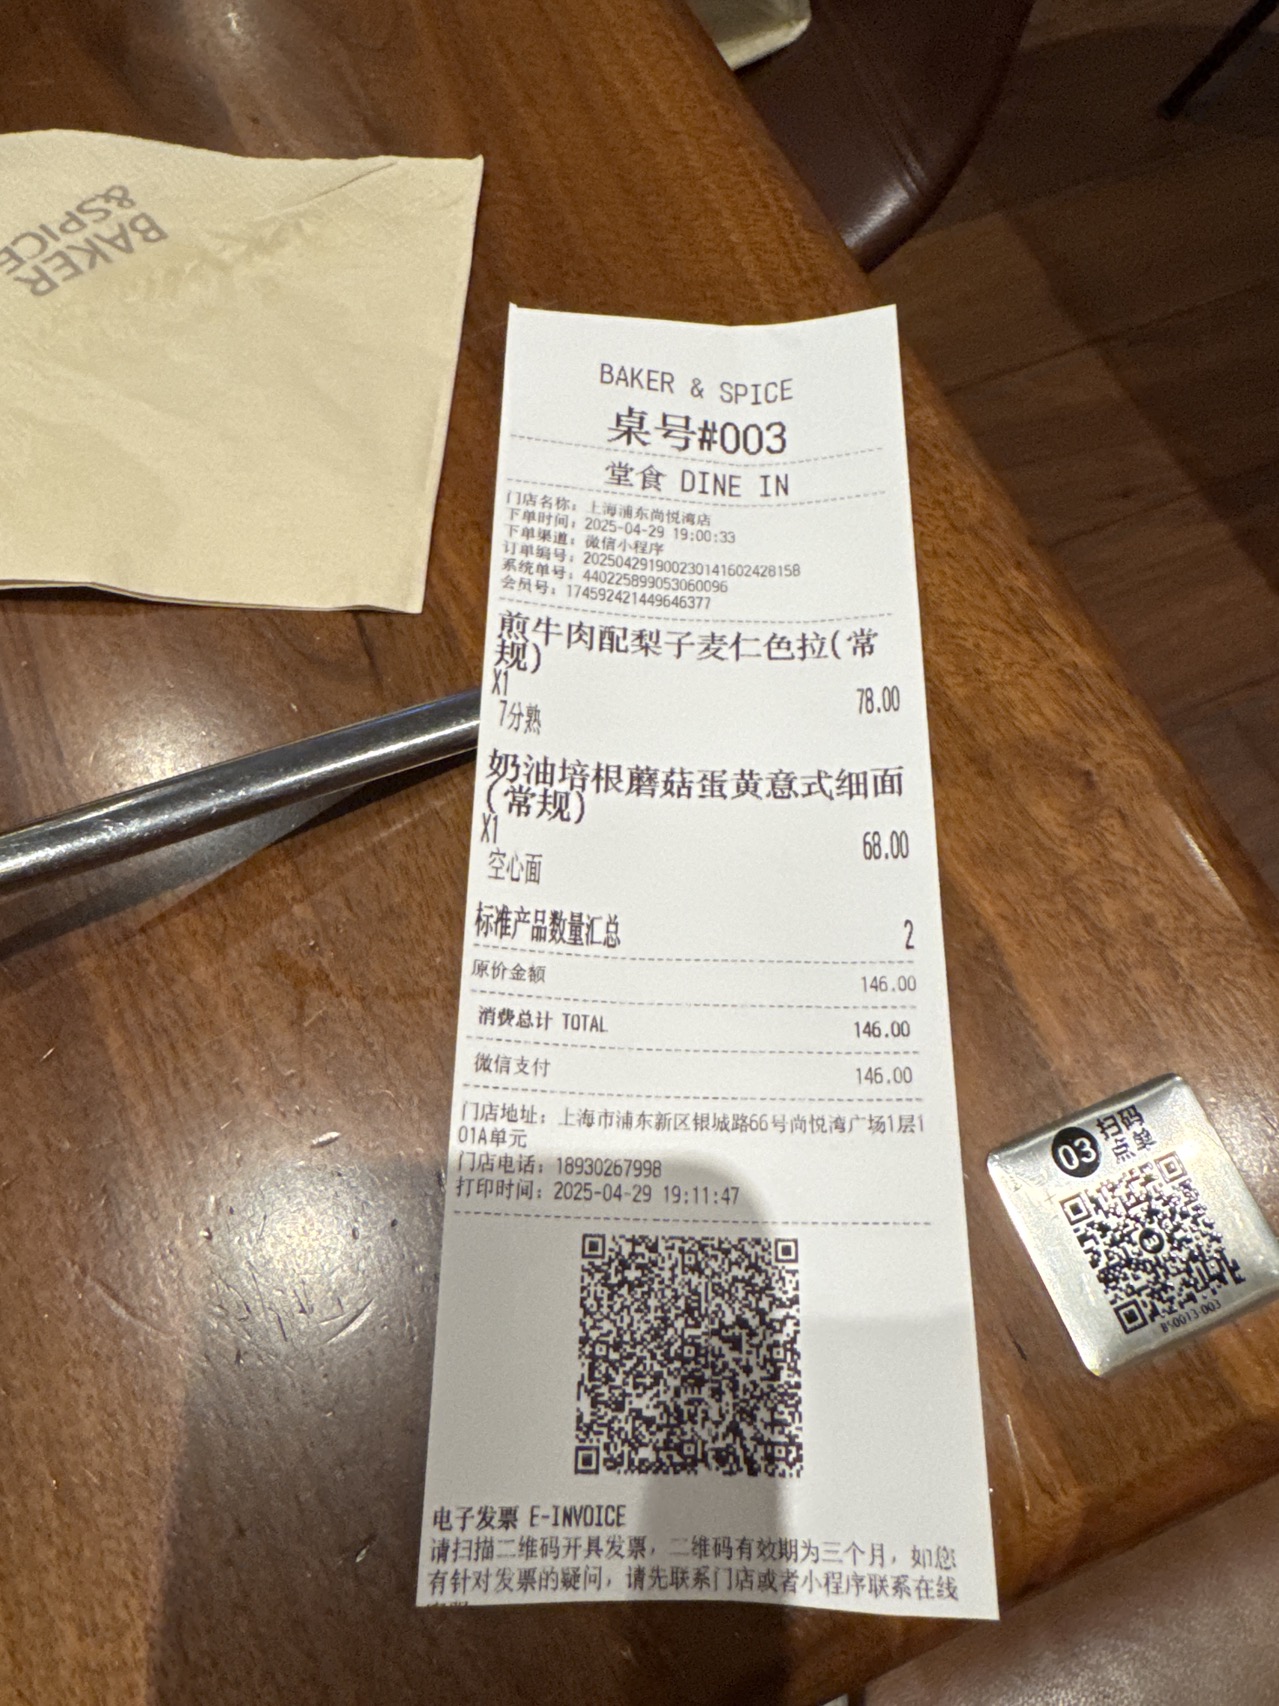 BAKER
&SPICE
BAKER & SPICE
桌号#003
堂食 DINE IN
门店名称：上海浦东尚悦湾店
下单时间：2025-04-29 19:00:33
下单渠道：微信小程序
订单编号：202504291900230141602428158
系统单号：440225899053060096
会员号：1745924214496463​77
煎牛肉配梨子麦仁色拉(常
规)
X1
78.00
7分熟
奶油培根蘑菇蛋黄意式细面
(常规)
X1
68.00
空心面
标准产品数量汇总 2
原价金额 146.00
消费总计 TOTAL 146.00
微信支付 146.00
门店地址：上海市浦东新区银城路66号尚悦湾广场1层1
01A单元
门店电话：18930267998
打印时间：2025-04-29 19:11:47
电子发票 E-INVOICE
请扫描二维码开具发票，二维码有效期为三个月，如您
有针对发票的疑问，请先联系门店或者小程序联系在线
03 扫码
点单